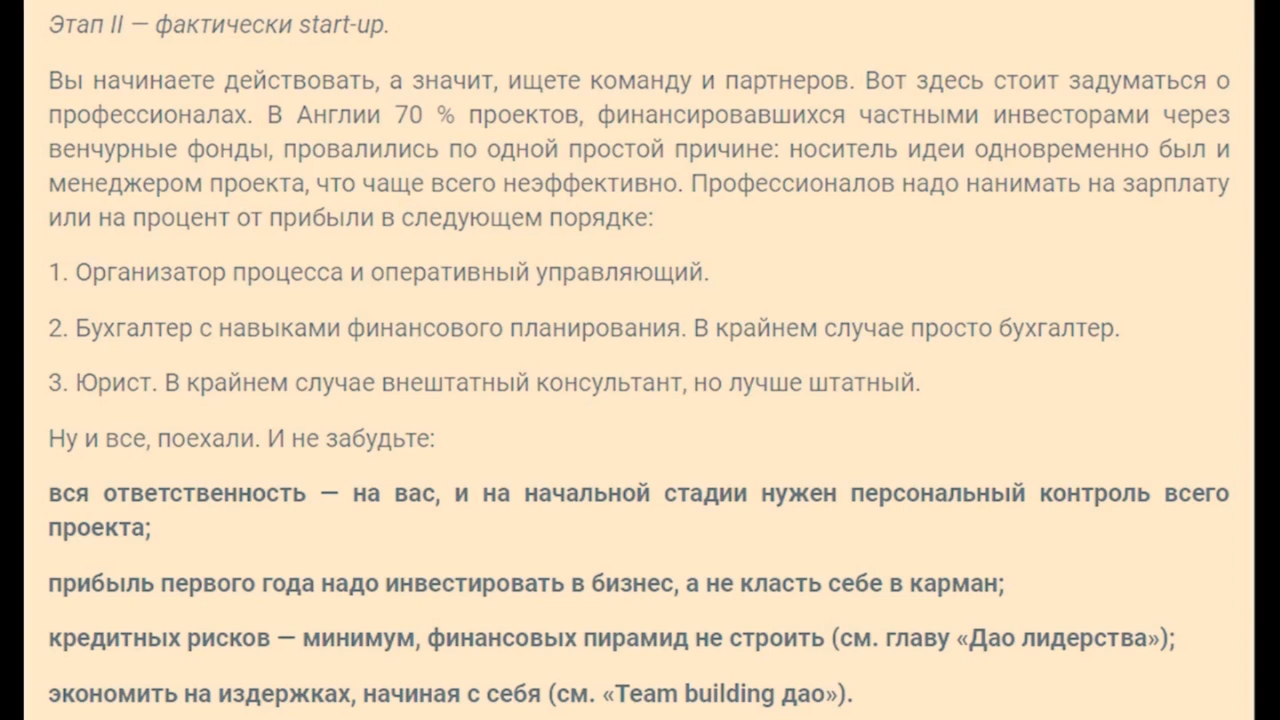 Этап II — фактически start-up.
Вы начинаете действовать, а значит, ищете команду и партнеров. Вот здесь стоит задуматься о
профессионалах. В Англии 70 % проектов, финансировавшихся частными инвесторами через
венчурные фонды, провалились по одной простой причине: носитель идеи одновременно был и
менеджером проекта, что чаще всего неэффективно. Профессионалов надо нанимать на зарплату
или на процент от прибыли в следующем порядке:
1. Организатор процесса и оперативный управляющий.
2. Бухгалтер с навыками финансового планирования. В крайнем случае просто бухгалтер.
3. Юрист. В крайнем случае внештатный консультант, но лучше штатный.
Ну и все, поехали. И не забудьте:
вся ответственность — на вас, и на начальной стадии нужен персональный контроль всего
проекта;
прибыль первого года надо инвестировать в бизнес, а не класть себе в карман;
кредитных рисков — минимум, финансовых пирамид не строить (см. главу «Дао лидерства»);
экономить на издержках, начиная с себя (см. «Team building дао»).